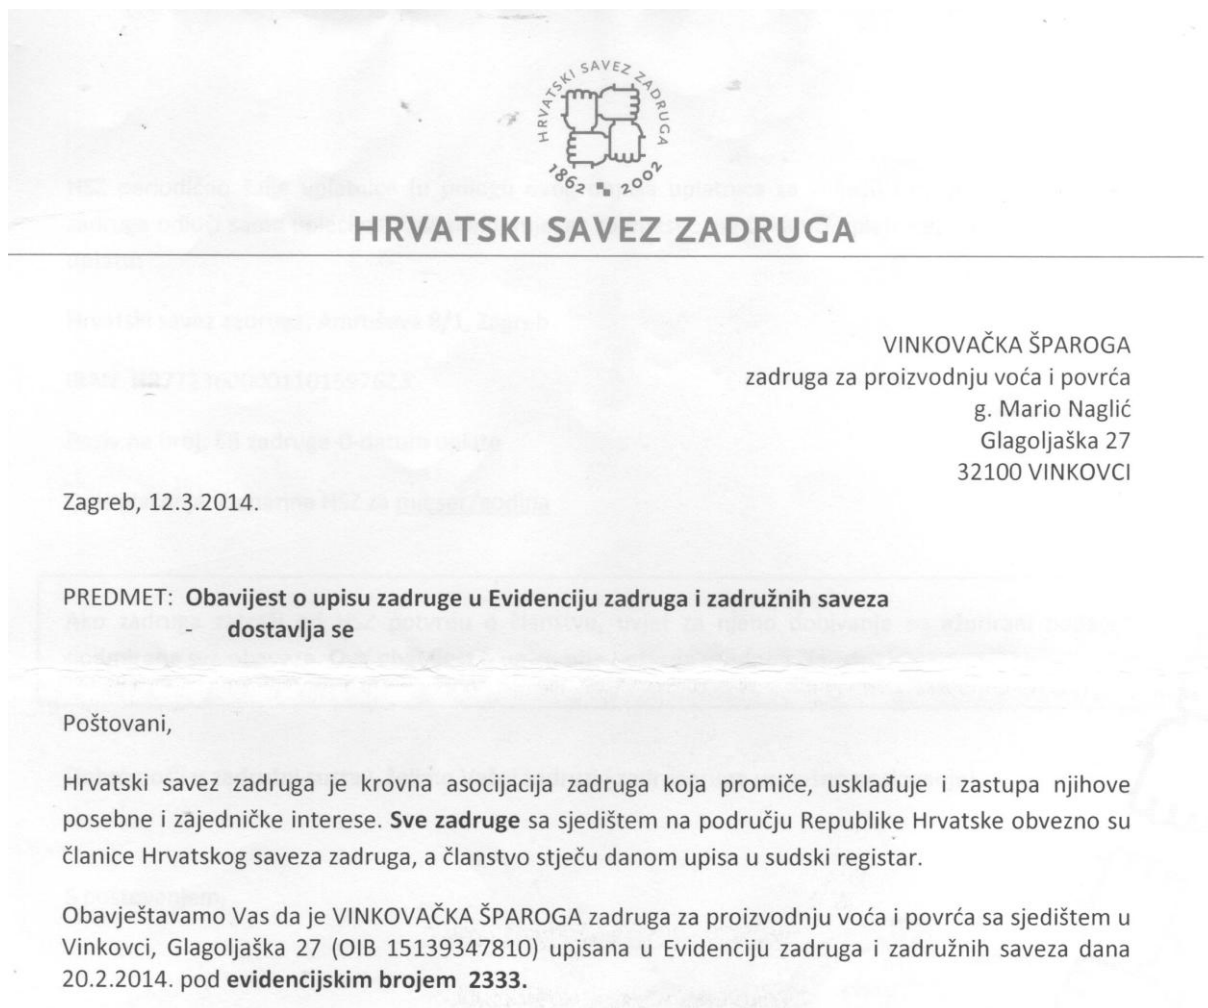 HRVATSKI SAVEZ ZADRUGA
1862 2002
HRVATSKI SAVEZ ZADRUGA
VINKOVAČKA ŠPAROGA
zadruga za proizvodnju voća i povrća
g. Mario Naglić
Glagoljaška 27
32100 VINKOVCI
Zagreb, 12.3.2014.
PREDMET: Obavijest o upisu zadruge u Evidenciju zadruga i zadružnih saveza
- dostavlja se
Poštovani,
Hrvatski savez zadruga je krovna asocijacija zadruga koja promiče, usklađuje i zastupa njihove
posebne i zajedničke interese. Sve zadruge sa sjedištem na području Republike Hrvatske obvezno su
članice Hrvatskog saveza zadruga, a članstvo stječu danom upisa u sudski registar.
Obavještavamo Vas da je VINKOVAČKA ŠPAROGA zadruga za proizvodnju voća i povrća sa sjedištem u
Vinkovci, Glagoljaška 27 (OIB 15139347810) upisana u Evidenciju zadruga i zadružnih saveza dana
20.2.2014. pod evidencijskim brojem 2333.